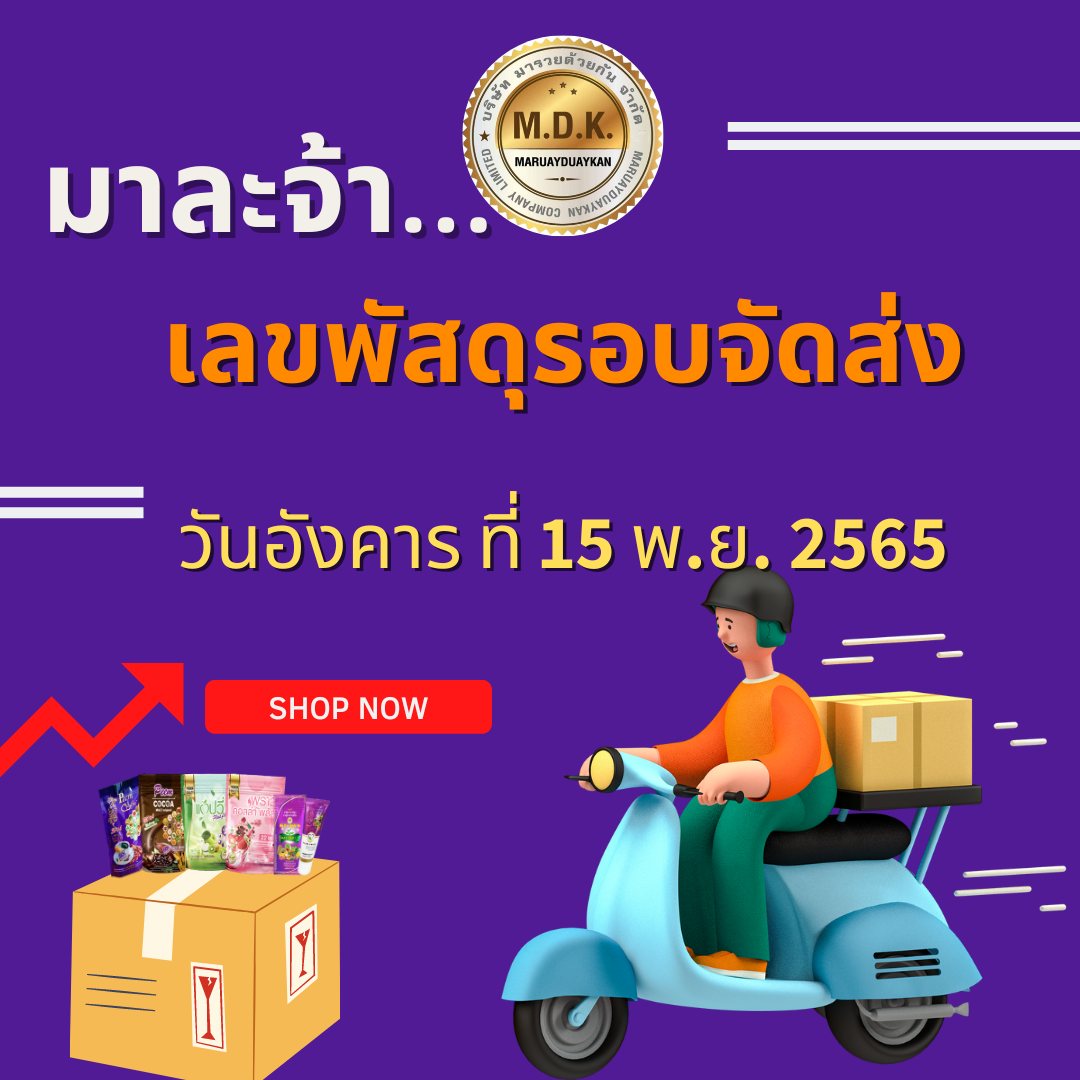 บริษัท มารวยด้วยกัน จำกัด
M.D.K.
MARUAYDUAYKAN
MARUAYDUAYKAN COMPANY LIMITED
มาละจ้า...
เลขพัสดุรอบจัดส่ง
วันอังคาร ที่ 15 พ.ย. 2565
SHOP NOW
Peem
COCOA